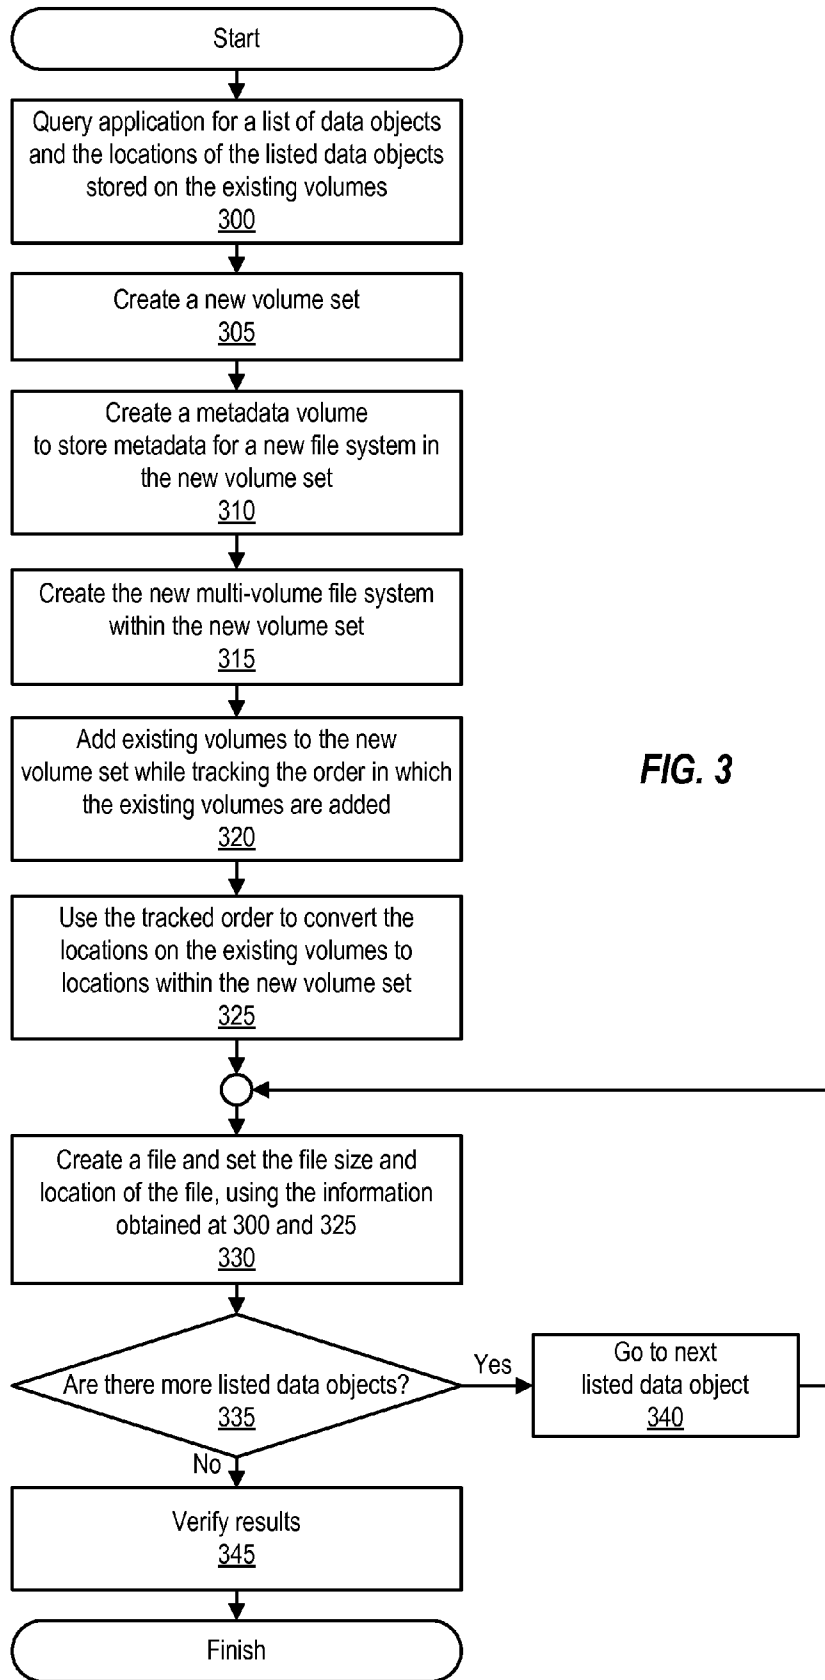 Start
Query application for a list of data objects
and the locations of the listed data objects
stored on the existing volumes
300
Create a new volume set
305
Create a metadata volume
to store metadata for a new file system in
the new volume set
310
Create the new multi-volume file system
within the new volume set
315
Add existing volumes to the new
volume set while tracking the order in which
the existing volumes are added
320
FIG. 3
Use the tracked order to convert the
locations on the existing volumes to
locations within the new volume set
325
Create a file and set the file size and
location of the file, using the information
obtained at 300 and 325
330
Are there more listed data objects?
335
Yes
Go to next
listed data object
340
No
Verify results
345
Finish